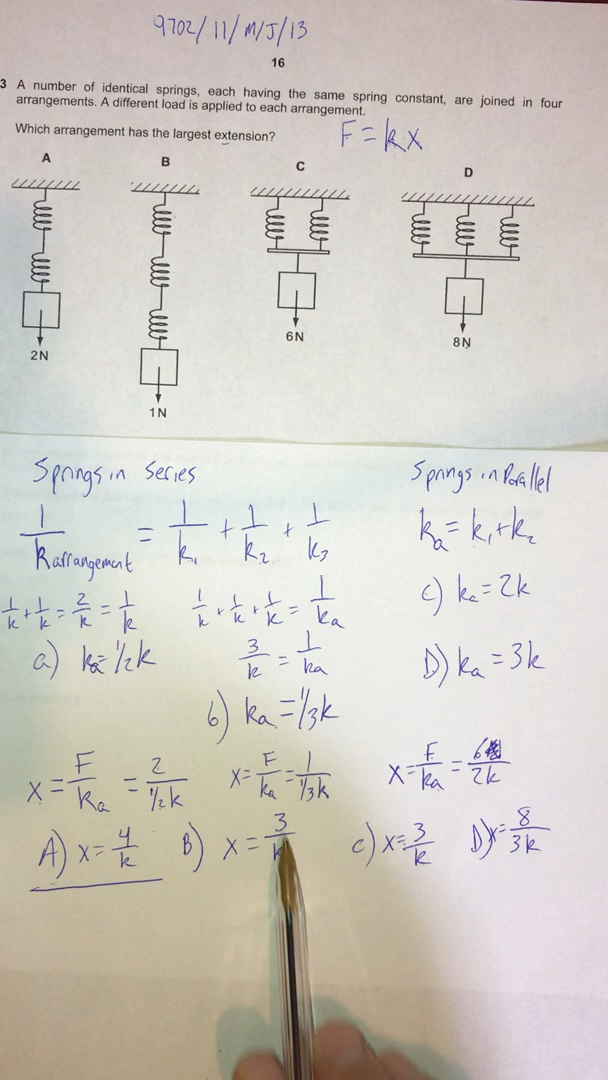 9702/11/M/J/13
16
3 A number of identical springs, each having the same spring constant, are joined in four
arrangements. A different load is applied to each arrangement.
Which arrangement has the largest extension?
F = kx
A
B
C
D
2N
1N
6N
8N
Springs in Series
Springs in Parallel
1/k arrangement = 1/k₁ + 1/k₂ + 1/k₃
kₐ = k₁ + k₂
1/k + 1/k = 2/k = 1/k
1/k + 1/k + 1/k = 1/ka
c) ka = 2k
a) ka = 1/2k
3/k = 1/ka
D) ka = 3k
b) ka = 1/3k
x = F/ka = 2/(1/2k)
x = F/ka = 1/(1/3k)
x = F/ka = 6/2k
A) x = 4/k
B) x = 3/k
c) x = 3/k
D) x = 8/3k